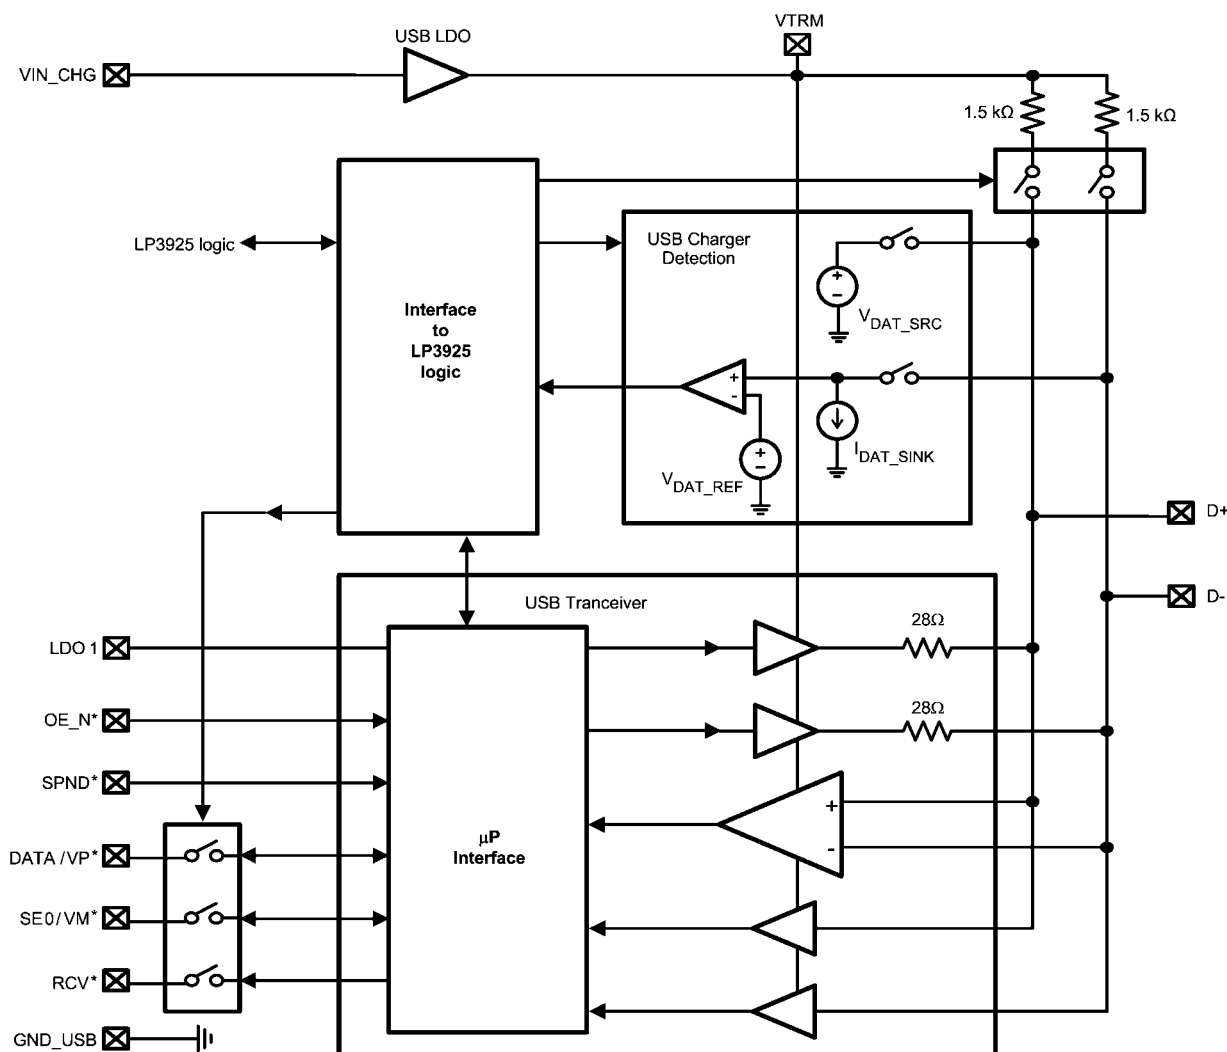 VTRM
USB LDO
VIN_CHG
1.5 kΩ
1.5 kΩ
LP3925 logic
USB Charger
Detection
+
-
VDAT_SRC
Interface
to
LP3925
logic
+
-
IDAT_SINK
+
-
VDAT_REF
D+
D-
USB Tranceiver
28Ω
LDO 1
OE_N*
28Ω
SPND*
+
-
µP
Interface
DATA/VP*
SE0/VM*
RCV*
GND_USB